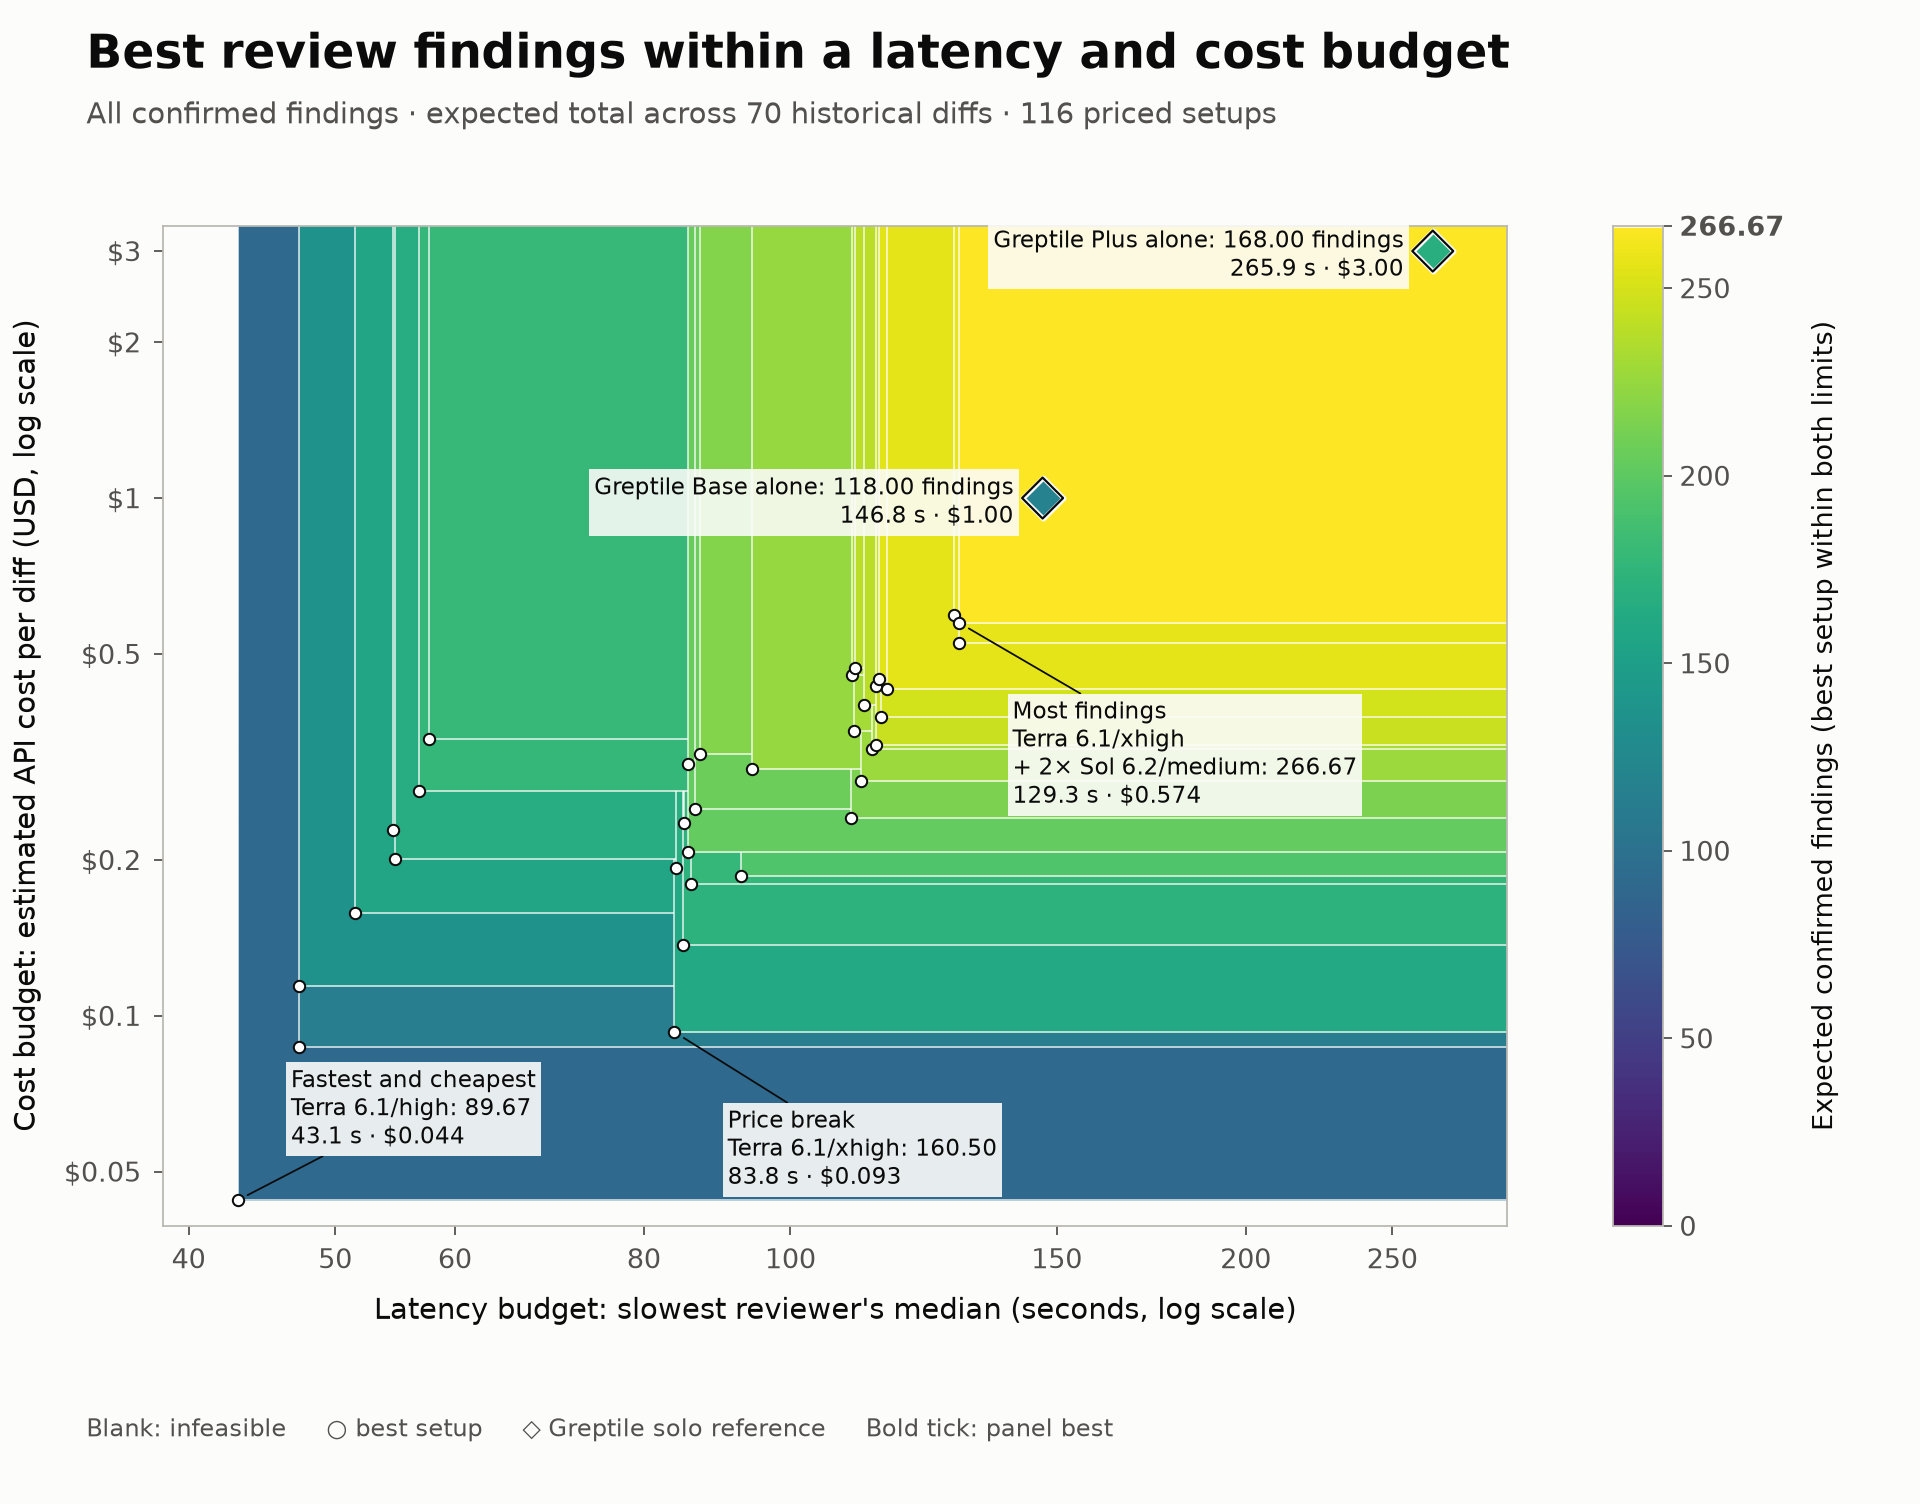 Best review findings within a latency and cost budget
All confirmed findings · expected total across 70 historical diffs · 116 priced setups
Cost budget: estimated API cost per diff (USD, log scale)
$3
$2
$1
$0.5
$0.2
$0.1
$0.05
Greptile Plus alone: 168.00 findings
265.9 s · $3.00
Greptile Base alone: 118.00 findings
146.8 s · $1.00
Most findings
Terra 6.1/xhigh
+ 2× Sol 6.2/medium: 266.67
129.3 s · $0.574
Fastest and cheapest
Terra 6.1/high: 89.67
43.1 s · $0.044
Price break
Terra 6.1/xhigh: 160.50
83.8 s · $0.093
40
50
60
80
100
150
200
250
Latency budget: slowest reviewer's median (seconds, log scale)
266.67
250
200
150
100
50
0
Expected confirmed findings (best setup within both limits)
Blank: infeasible
○ best setup
◇ Greptile solo reference
Bold tick: panel best